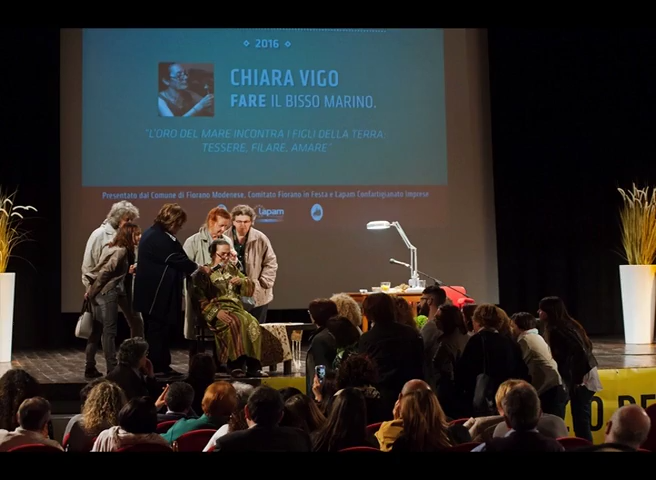 2016
CHIARA VIGO
FARE IL BISSO MARINO.
"L'ORO DEL MARE INCONTRA I FIGLI DELLA TERRA:
TESSERE, FILARE, AMARE"
Presentato dal Comune di Fiorano Modenese, Comitato Fiorano in Festa e Lapam Confartigianato Imprese
Lapam